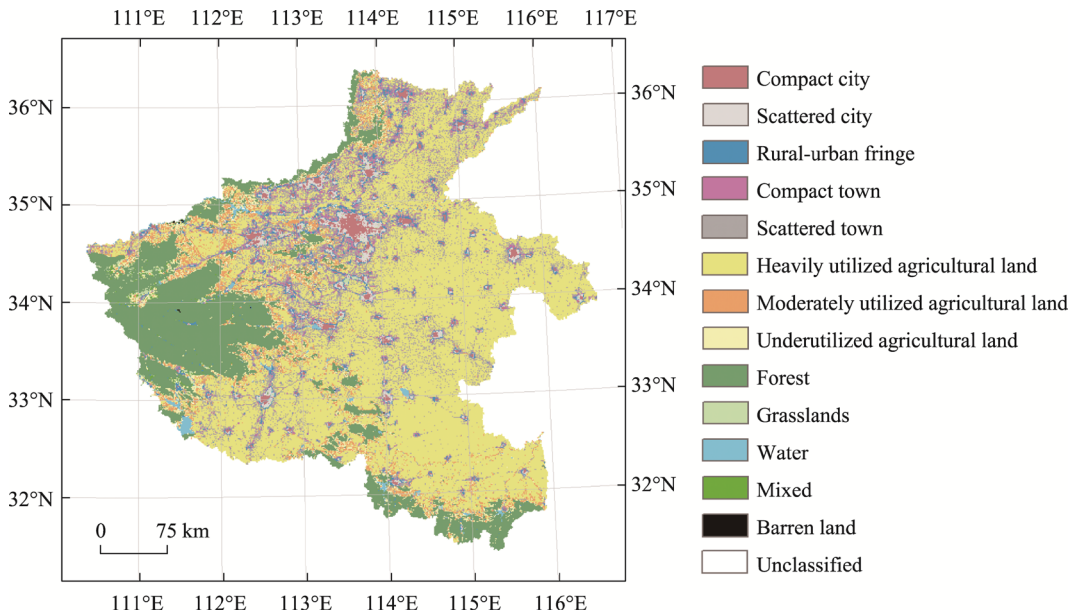 111°E 112°E 113°E 114°E 115°E 116°E 117°E
36°N
35°N
34°N
33°N
32°N
36°N
35°N
34°N
33°N
32°N
0 75 km
111°E 112°E 113°E 114°E 115°E 116°E
Compact city
Scattered city
Rural-urban fringe
Compact town
Scattered town
Heavily utilized agricultural land
Moderately utilized agricultural land
Underutilized agricultural land
Forest
Grasslands
Water
Mixed
Barren land
Unclassified